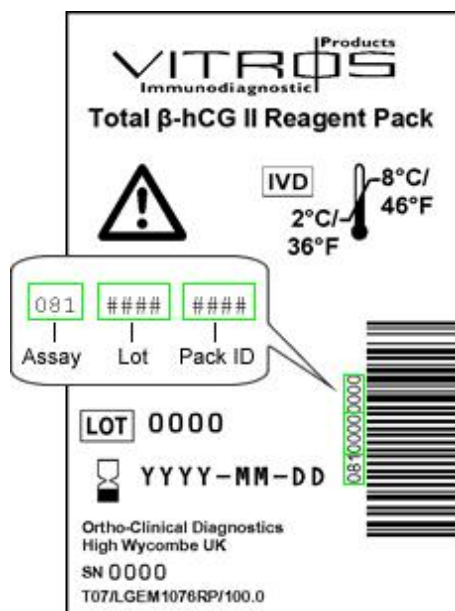 VITROS Products
Immunodiagnostic
Total β-hCG II Reagent Pack
IVD
8°C/
46°F
2°C/
36°F
081 #### ####
Assay Lot Pack ID
08100000000
LOT 0000
YYYY-MM-DD
Ortho-Clinical Diagnostics
High Wycombe UK
SN 0000
T07/LGEM1076RP/100.0